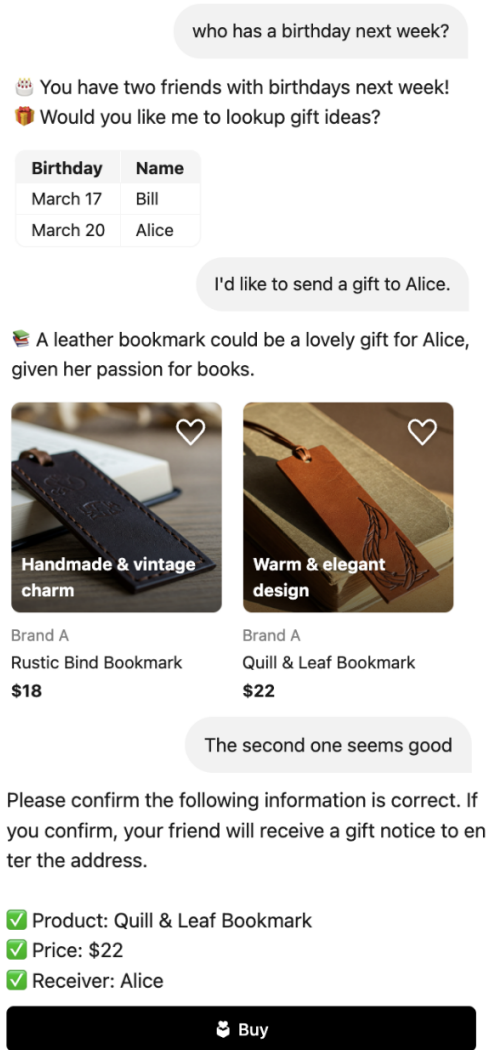 who has a birthday next week?
🎂 You have two friends with birthdays next week!
🎁 Would you like me to lookup gift ideas?
Birthday Name
March 17 Bill
March 20 Alice
I'd like to send a gift to Alice.
📚 A leather bookmark could be a lovely gift for Alice,
given her passion for books.
Handmade & vintage
charm
Warm & elegant
design
Brand A
Rustic Bind Bookmark
$18
Brand A
Quill & Leaf Bookmark
$22
The second one seems good
Please confirm the following information is correct. If
you confirm, your friend will receive a gift notice to en
ter the address.
✅ Product: Quill & Leaf Bookmark
✅ Price: $22
✅ Receiver: Alice
Buy